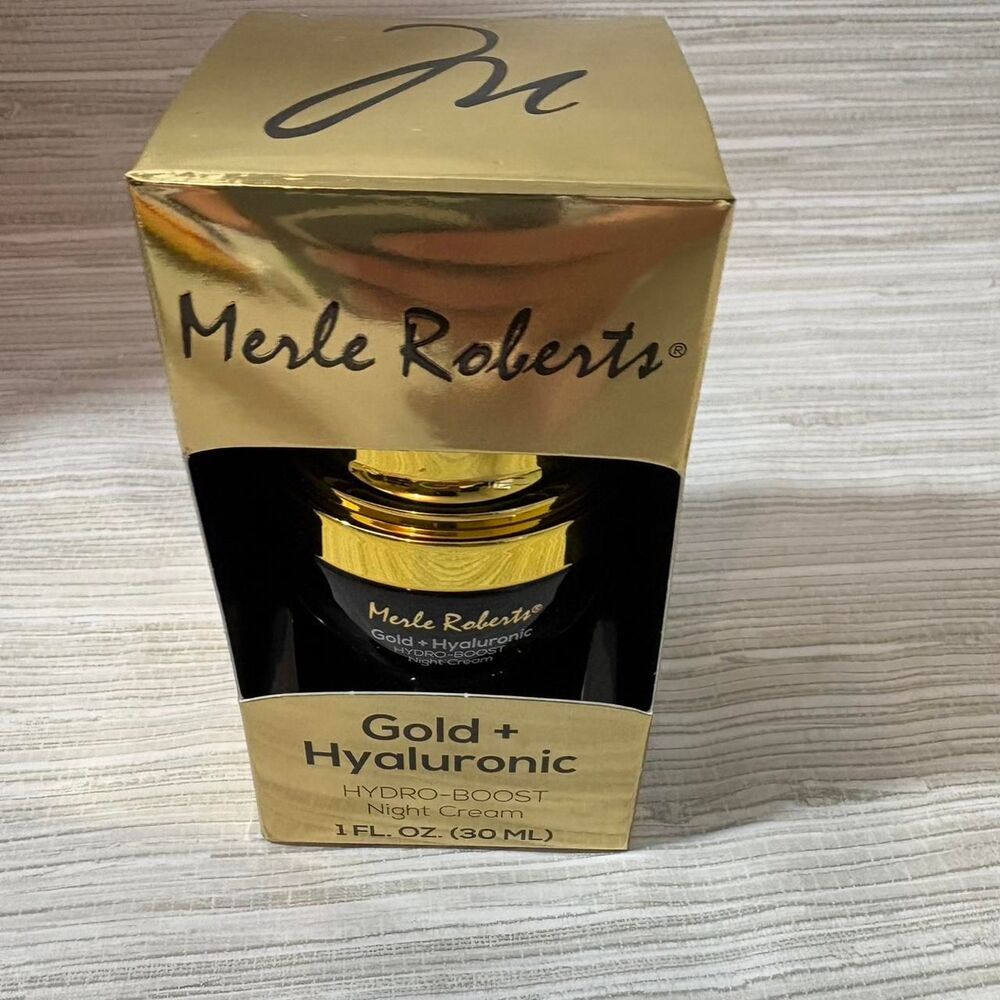 M
Merle Roberts®
Merle Roberts®
Gold + Hyaluronic
HYDRO-BOOST
Night Cream
Gold +
Hyaluronic
HYDRO-BOOST
Night Cream
1 FL. OZ. (30 ML)